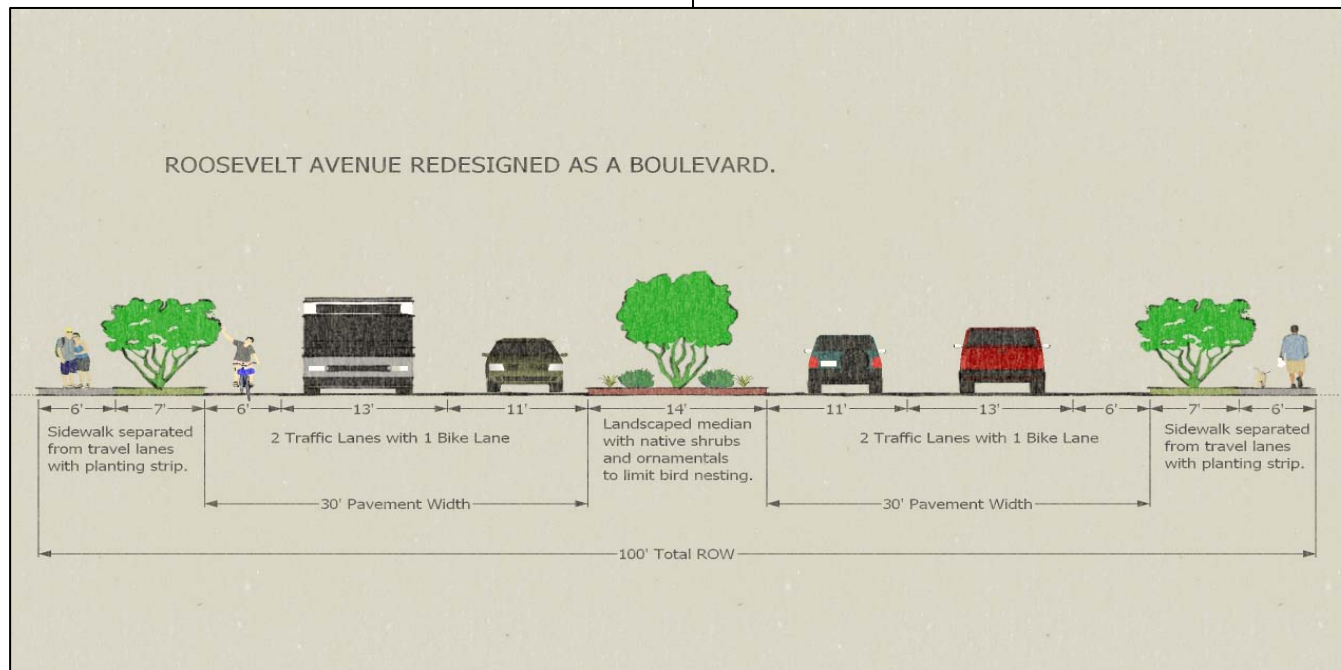 ROOSEVELT AVENUE REDESIGNED AS A BOULEVARD.
6' 7' 6' 13' 11' 14' 11' 13' 6' 7' 6'
Sidewalk separated
from travel lanes
with planting strip.
2 Traffic Lanes with 1 Bike Lane
Landscaped median
with native shrubs
and ornamentals
to limit bird nesting.
2 Traffic Lanes with 1 Bike Lane
Sidewalk separated
from travel lanes
with planting strip.
30' Pavement Width
30' Pavement Width
100' Total ROW